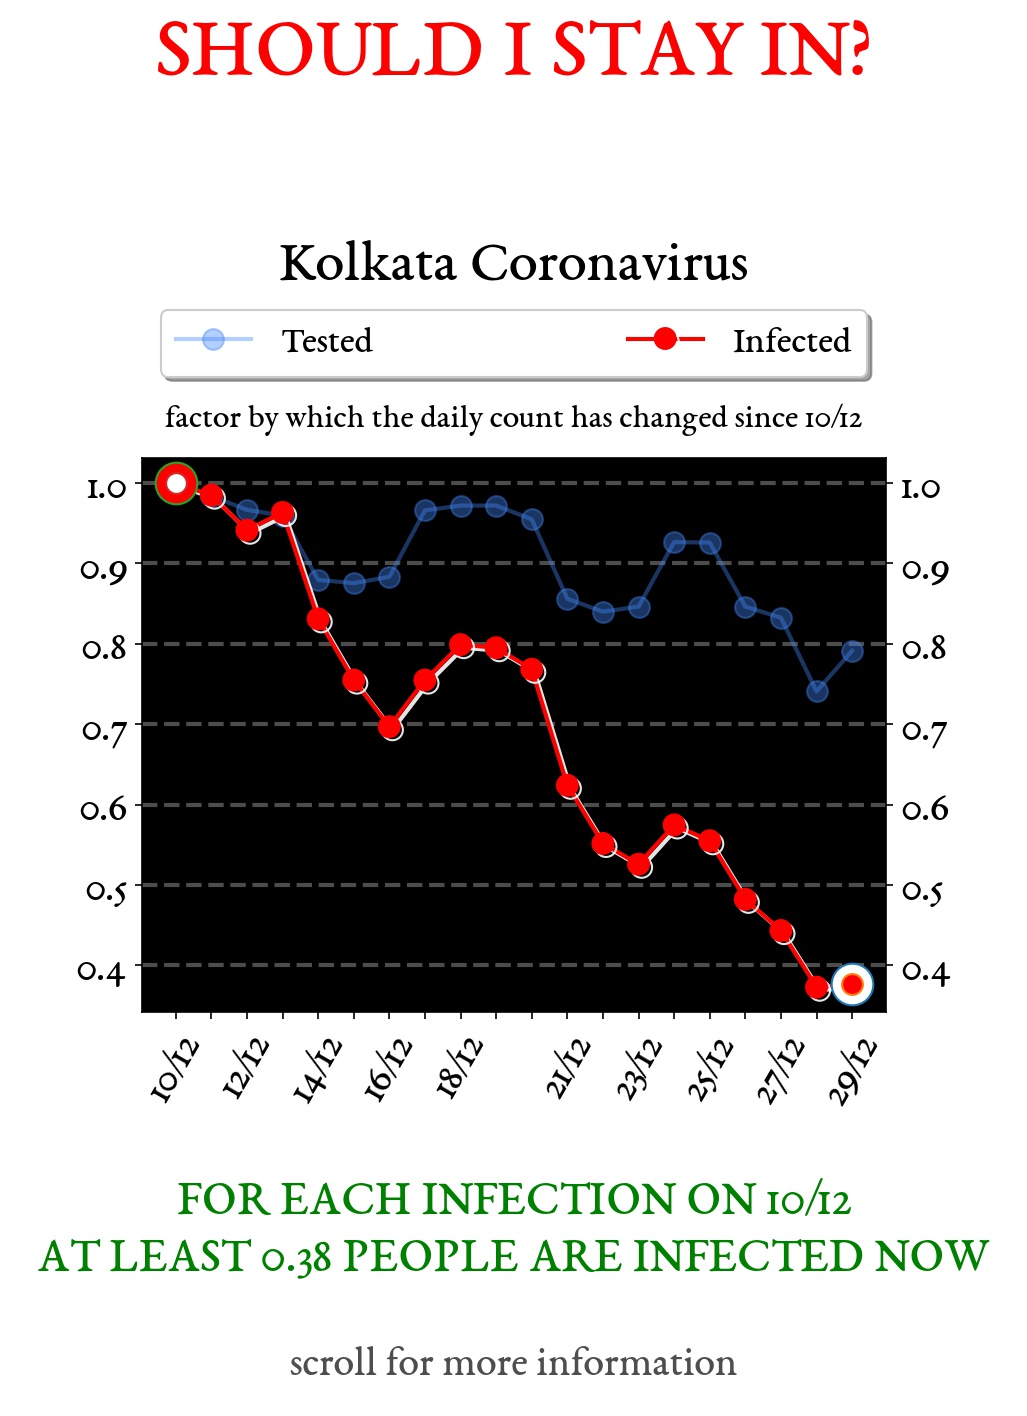 SHOULD I STAY IN?
Kolkata Coronavirus
Tested Infected
factor by which the daily count has changed since 10/12
1.0 1.0
0.9 0.9
0.8 0.8
0.7 0.7
0.6 0.6
0.5 0.5
0.4 0.4
10/12 12/12 14/12 16/12 18/12 21/12 23/12 25/12 27/12 29/12
FOR EACH INFECTION ON 10/12
AT LEAST 0.38 PEOPLE ARE INFECTED NOW
scroll for more information